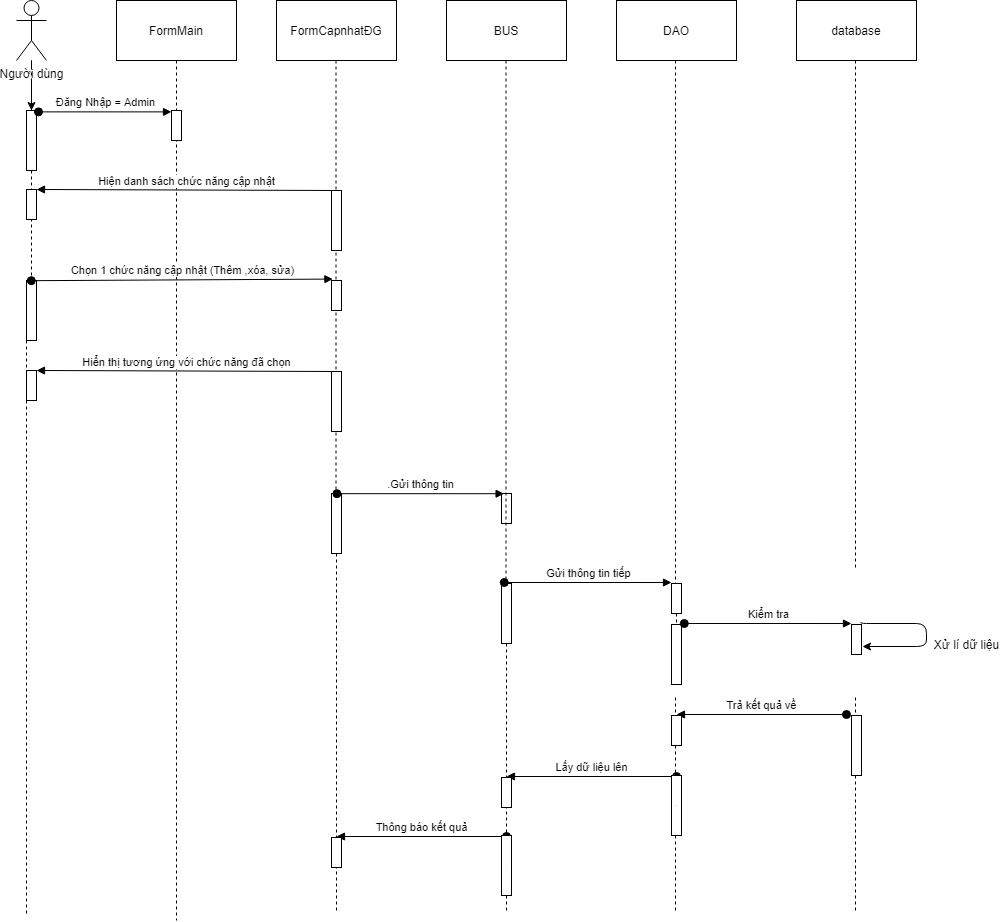 FormMain
FormCapnhatĐG
BUS
DAO
database
Người dùng
Đăng Nhập = Admin
Hiện danh sách chức năng cập nhật
Chọn 1 chức năng cập nhật (Thêm ,xóa, sửa)
Hiển thị tương ứng với chức năng đã chọn
.Gửi thông tin
Gửi thông tin tiếp
Kiểm tra
Xử lí dữ liệu
Trả kết quả về
Lấy dữ liệu lên
Thông báo kết quả